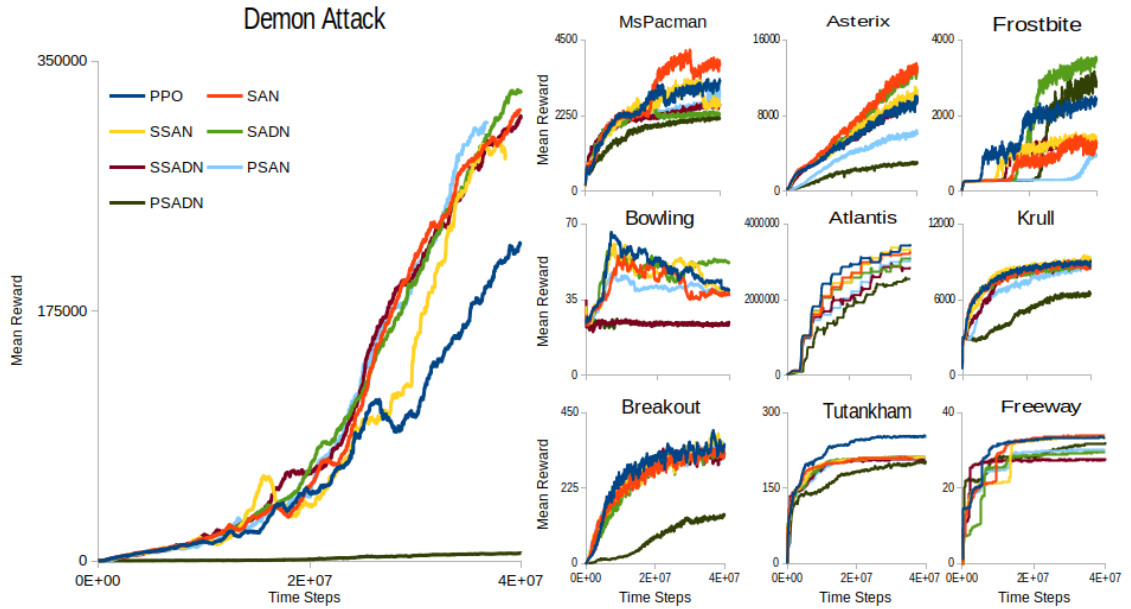 Demon Attack
350000
175000
0
Mean Reward
PPO
SAN
SSAN
SADN
SSADN
PSAN
PSADN
0E+00
2E+07
4E+07
Time Steps
MsPacman
4500
2250
0
Mean Reward
Asterix
16000
12000
8000
4000
0
Frostbite
4000
2000
0
Bowling
70
35
0
Atlantis
4000000
2000000
0
Krull
12000
6000
0
Breakout
450
225
0
Mean Reward
0E+00
2E+07
4E+07
Time Steps
Tutankham
300
150
0
0E+00
2E+07
4E+07
Time Steps
Freeway
40
20
0
0E+00
2E+07
4E+07
Time Steps